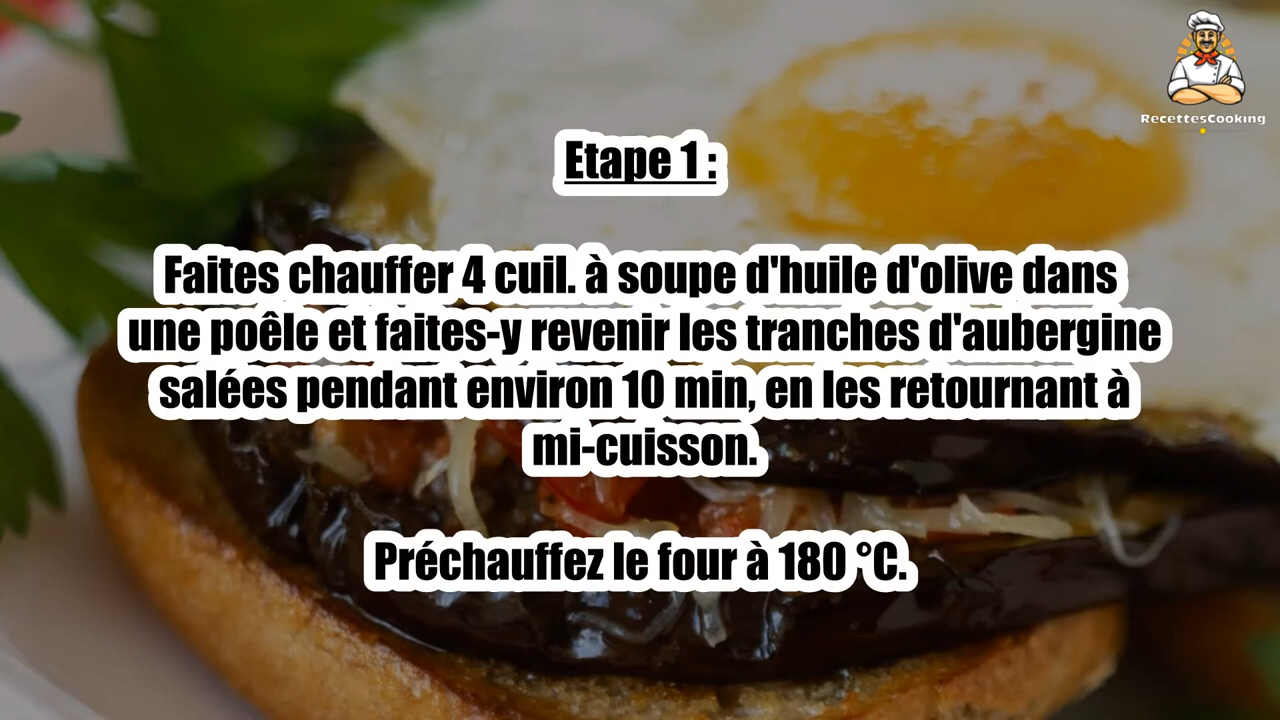 RecettesCooking
Etape 1 :
Faites chauffer 4 cuil. à soupe d'huile d'olive dans
une poêle et faites-y revenir les tranches d'aubergine
salées pendant environ 10 min, en les retournant à
mi-cuisson.
Préchauffez le four à 180 °C.